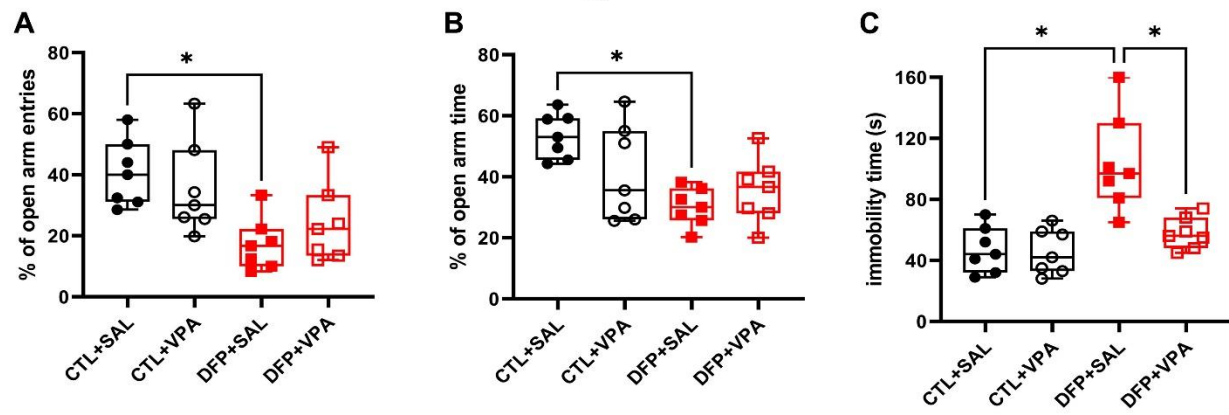 A
% of open arm entries
80
60
40
20
0
*
CTL+SAL
CTL+VPA
DFP+SAL
DFP+VPA
B
% of open arm time
80
60
40
20
0
*
CTL+SAL
CTL+VPA
DFP+SAL
DFP+VPA
C
immobility time (s)
160
120
80
40
0
*
*
CTL+SAL
CTL+VPA
DFP+SAL
DFP+VPA